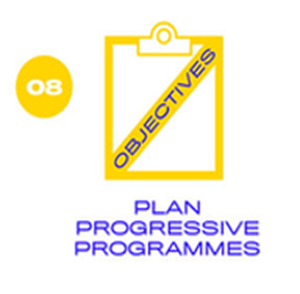 08
OBJECTIVES
PLAN
PROGRESSIVE
PROGRAMMES